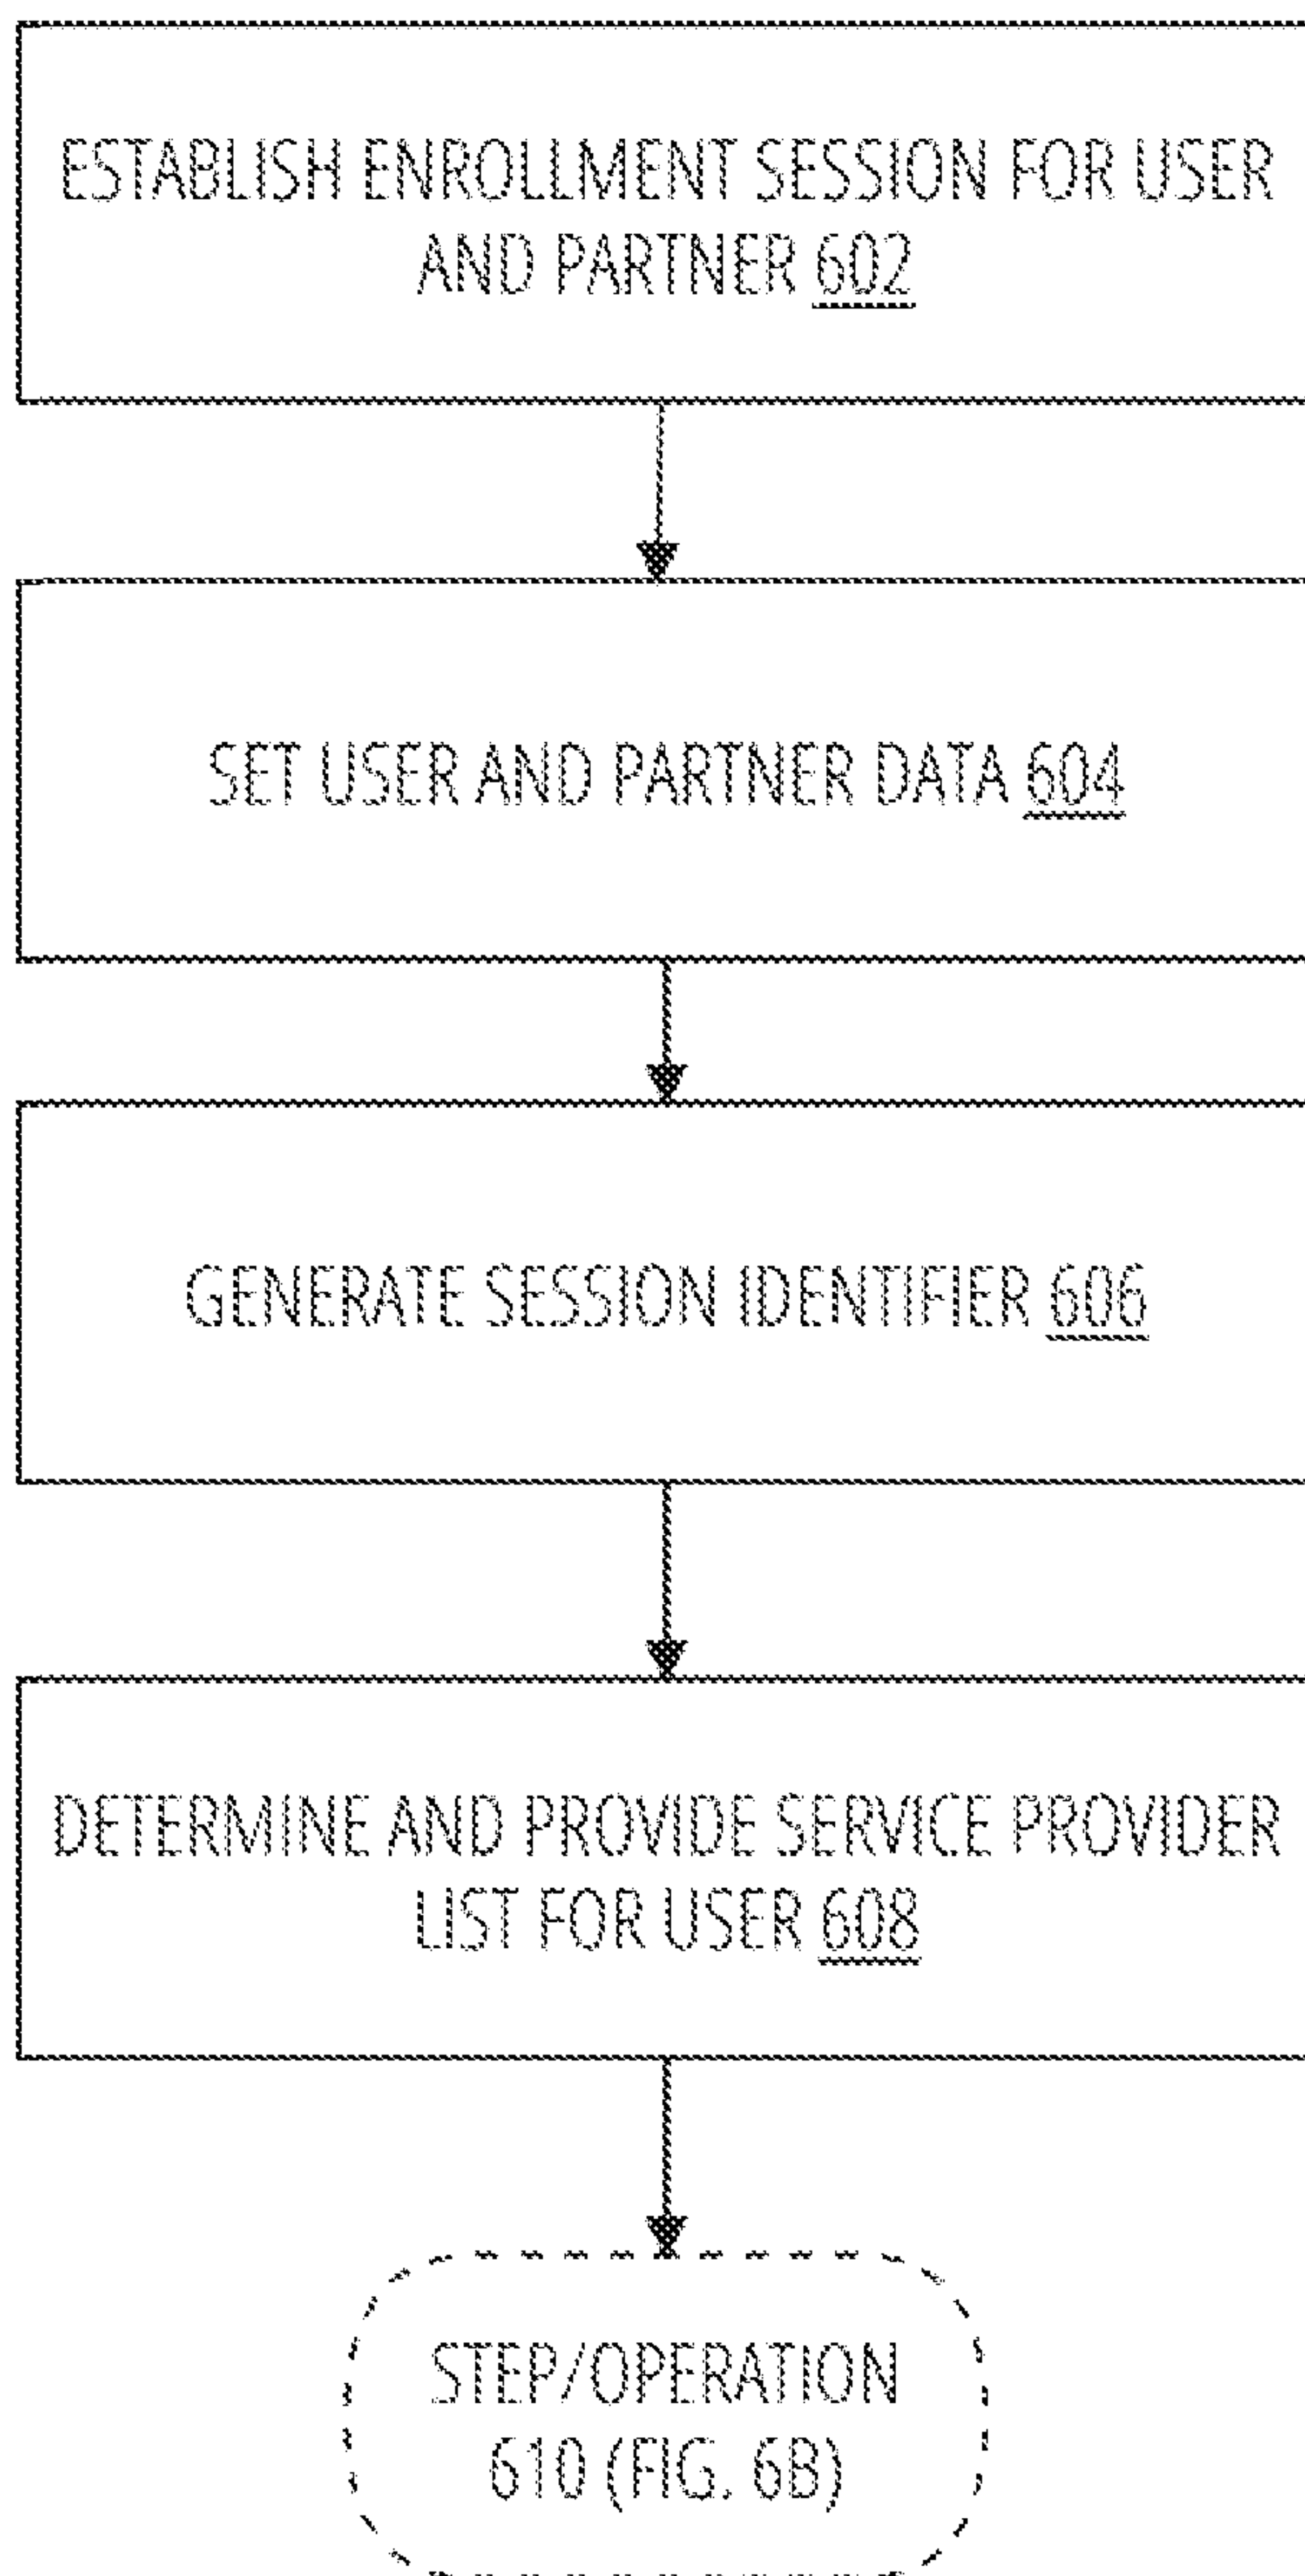 ESTABLISH ENROLLMENT SESSION FOR USER
AND PARTNER 602
SET USER AND PARTNER DATA 604
GENERATE SESSION IDENTIFIER 606
DETERMINE AND PROVIDE SERVICE PROVIDER
LIST FOR USER 608
STEP/OPERATION
610 (FIG. 6B)